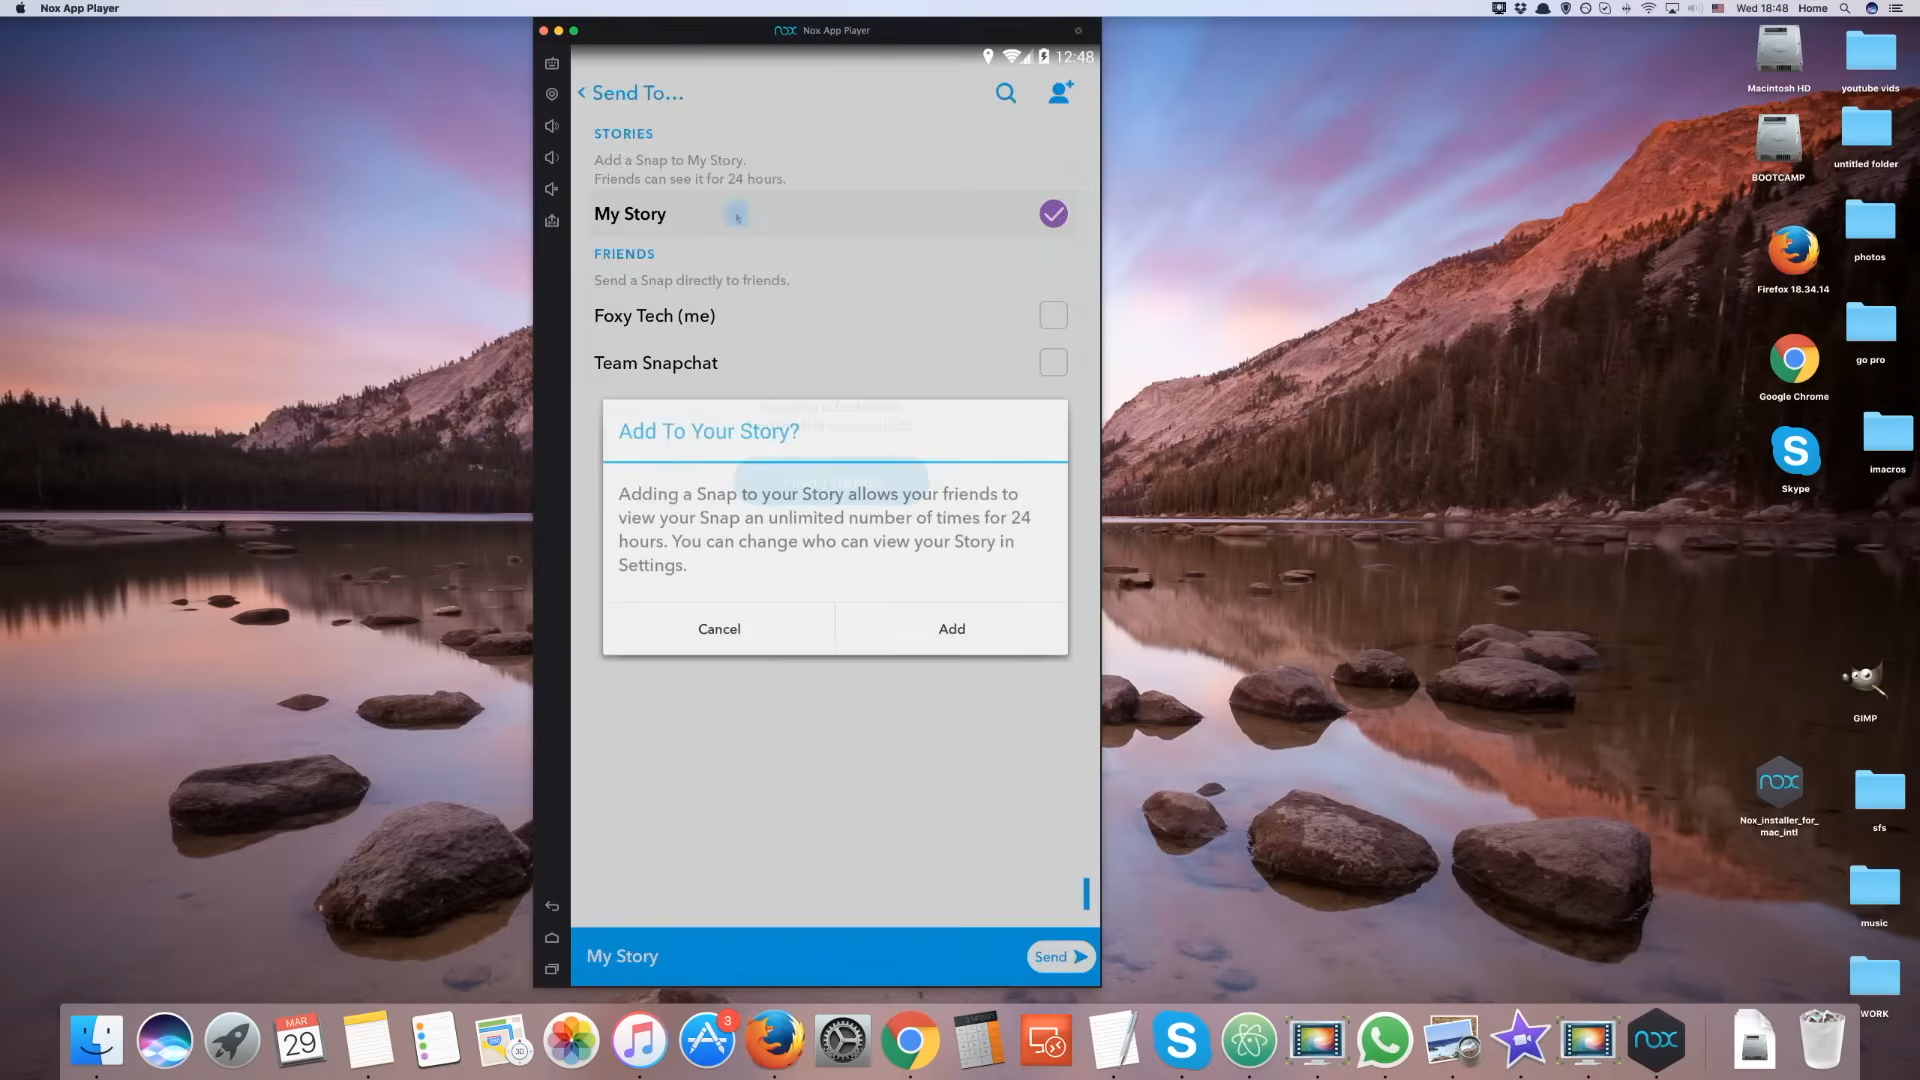 Nox App Player
Wed 18:48 Home
nox Nox App Player
12:48
Send To...
STORIES
Add a Snap to My Story.
Friends can see it for 24 hours.
My Story
FRIENDS
Send a Snap directly to friends.
Foxy Tech (me)
Team Snapchat
Add To Your Story?
Adding a Snap to your Story allows your friends to
view your Snap an unlimited number of times for 24
hours. You can change who can view your Story in
Settings.
Cancel
Add
My Story
Send
Macintosh HD
youtube vids
BOOTCAMP
untitled folder
Firefox 18.34.14
photos
Google Chrome
go pro
Skype
imacros
GIMP
nox
Nox_installer_for_
mac_intl
sfs
music
WORK
MAR
29
3D
3
nox